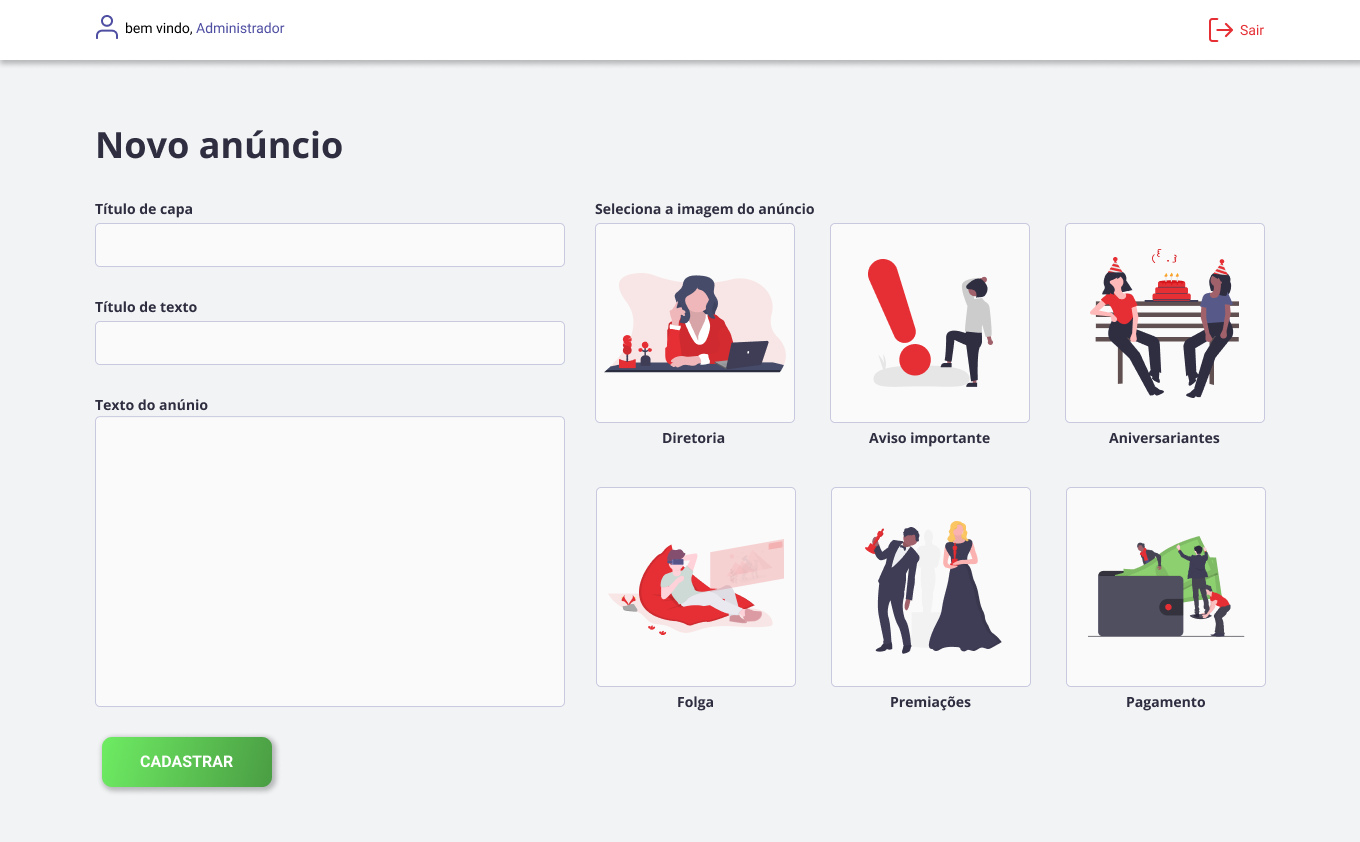 bem vindo, Administrador
Sair
Novo anúncio
Título de capa
Título de texto
Texto do anúnio
Seleciona a imagem do anúncio
Diretoria
Aviso importante
Aniversariantes
Folga
Premiações
Pagamento
CADASTRAR